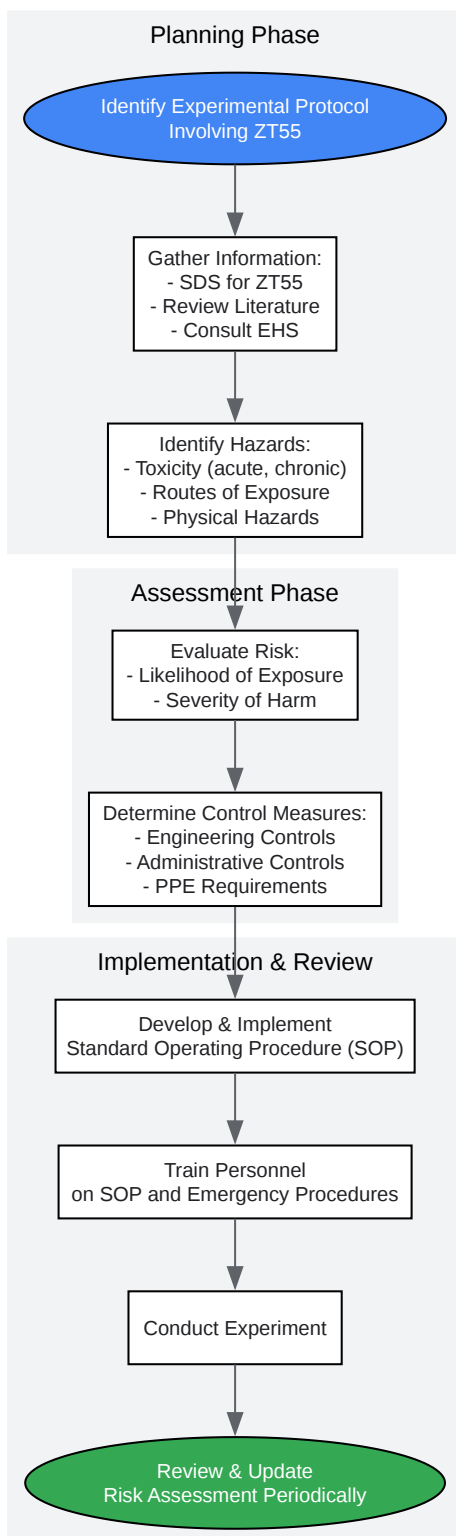 Planning Phase
Identify Experimental Protocol
Involving ZT55
Gather Information:
- SDS for ZT55
- Review Literature
- Consult EHS
Identify Hazards:
- Toxicity (acute, chronic)
- Routes of Exposure
- Physical Hazards
Assessment Phase
Evaluate Risk:
- Likelihood of Exposure
- Severity of Harm
Determine Control Measures:
- Engineering Controls
- Administrative Controls
- PPE Requirements
Implementation & Review
Develop & Implement
Standard Operating Procedure (SOP)
Train Personnel
on SOP and Emergency Procedures
Conduct Experiment
Review & Update
Risk Assessment Periodically